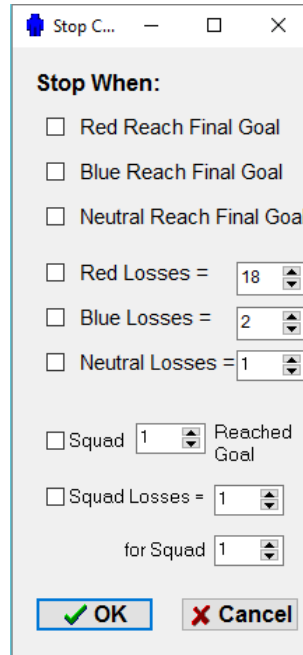 Stop C...
Stop When:
Red Reach Final Goal
Blue Reach Final Goal
Neutral Reach Final Goal
Red Losses = 18
Blue Losses = 2
Neutral Losses = 1
Squad 1 Reached
Goal
Squad Losses = 1
for Squad 1
OK Cancel